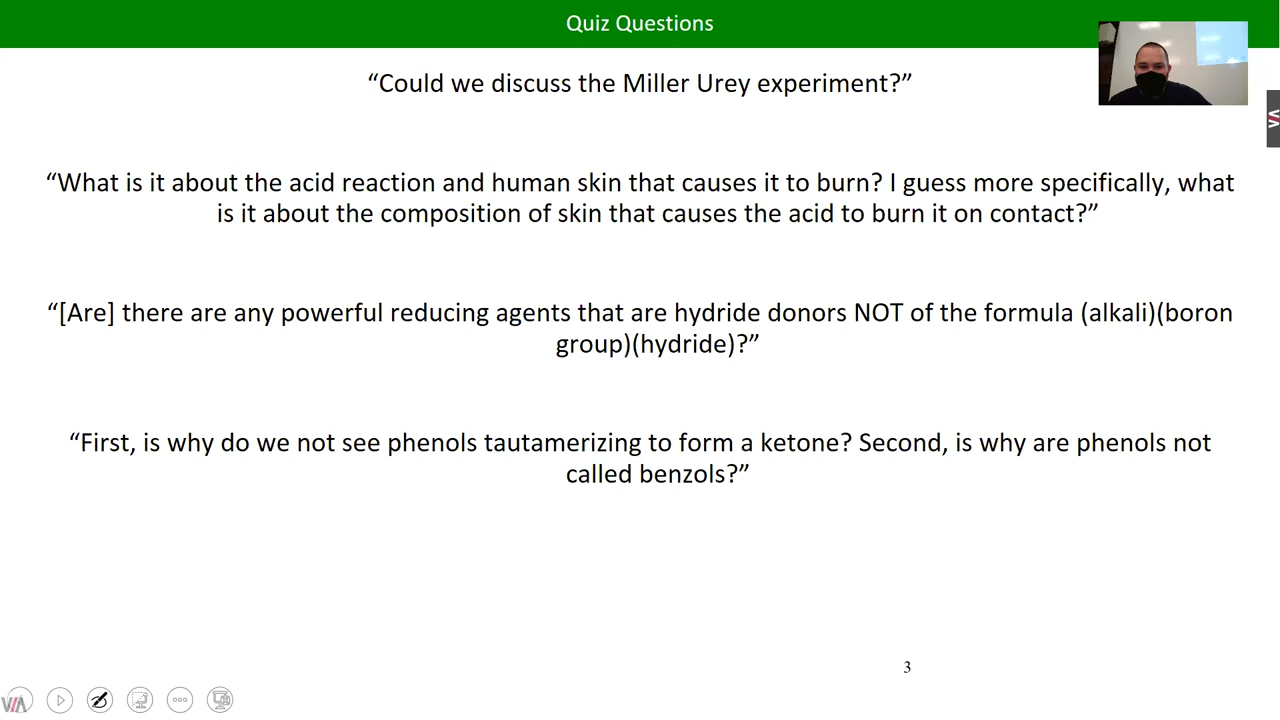 Quiz Questions
“Could we discuss the Miller Urey experiment?”
“What is it about the acid reaction and human skin that causes it to burn? I guess more specifically, what
is it about the composition of skin that causes the acid to burn it on contact?”
“[Are] there are any powerful reducing agents that are hydride donors NOT of the formula (alkali)(boron
group)(hydride)?”
“First, is why do we not see phenols tautamerizing to form a ketone? Second, is why are phenols not
called benzols?”
3
VIA
VIA